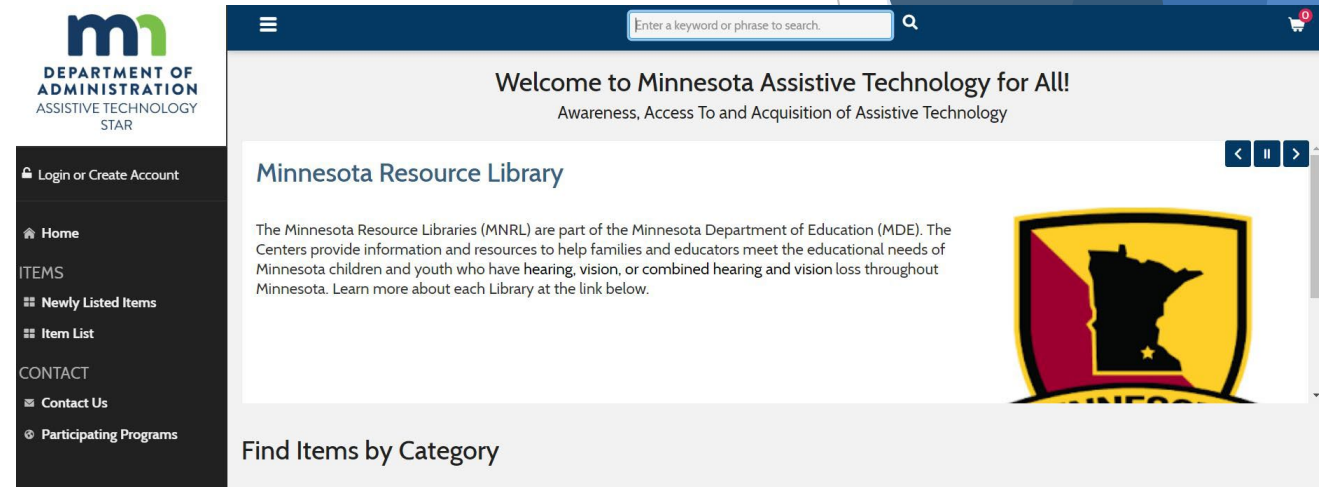 mn
DEPARTMENT OF
ADMINISTRATION
ASSISTIVE TECHNOLOGY
STAR
Login or Create Account
Home
ITEMS
Newly Listed Items
Item List
CONTACT
Contact Us
Participating Programs
Enter a keyword or phrase to search.
0
Welcome to Minnesota Assistive Technology for All!
Awareness, Access To and Acquisition of Assistive Technology
Minnesota Resource Library
The Minnesota Resource Libraries (MNRL) are part of the Minnesota Department of Education (MDE). The
Centers provide information and resources to help families and educators meet the educational needs of
Minnesota children and youth who have hearing, vision, or combined hearing and vision loss throughout
Minnesota. Learn more about each Library at the link below.
Find Items by Category